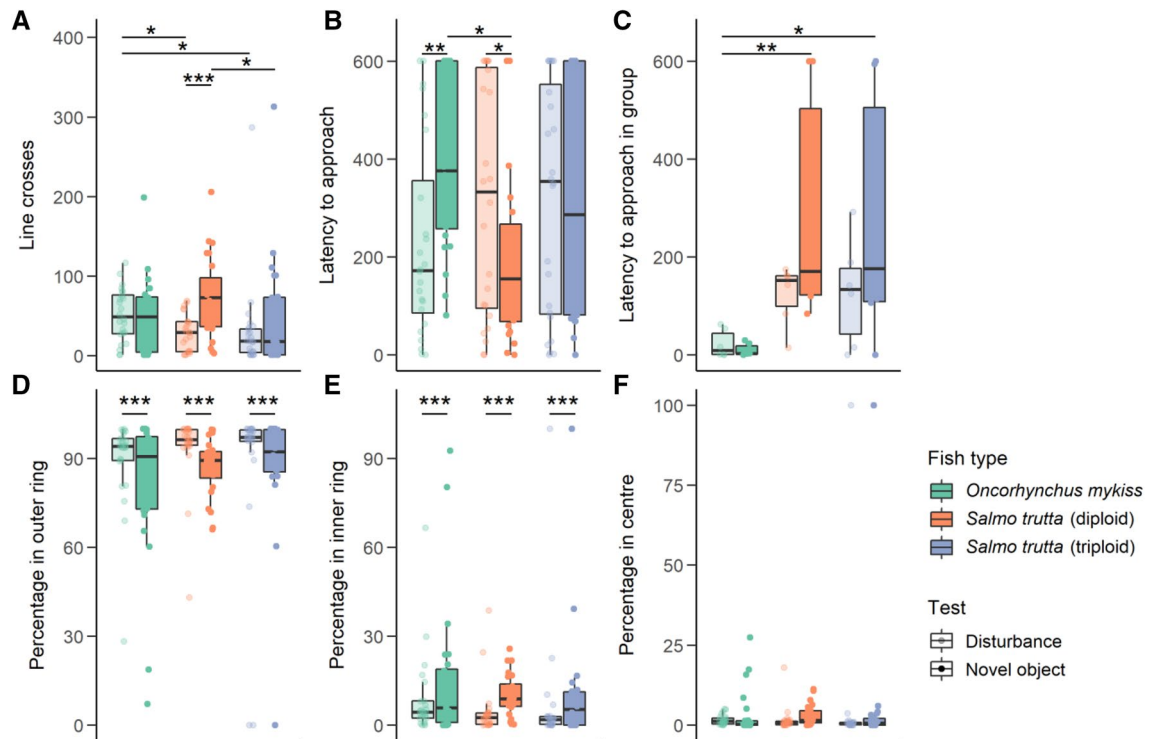 A
Line crosses
400
300
200
100
0
*
*
*
***
B
Latency to approach
600
400
200
0
*
**
*
C
Latency to approach in group
600
400
200
0
*
**
D
Percentage in outer ring
90
60
30
0
***
***
***
E
Percentage in inner ring
90
60
30
0
***
***
***
F
Percentage in centre
100
75
50
25
0
Fish type
Oncorhynchus mykiss
Salmo trutta (diploid)
Salmo trutta (triploid)
Test
Disturbance
Novel object